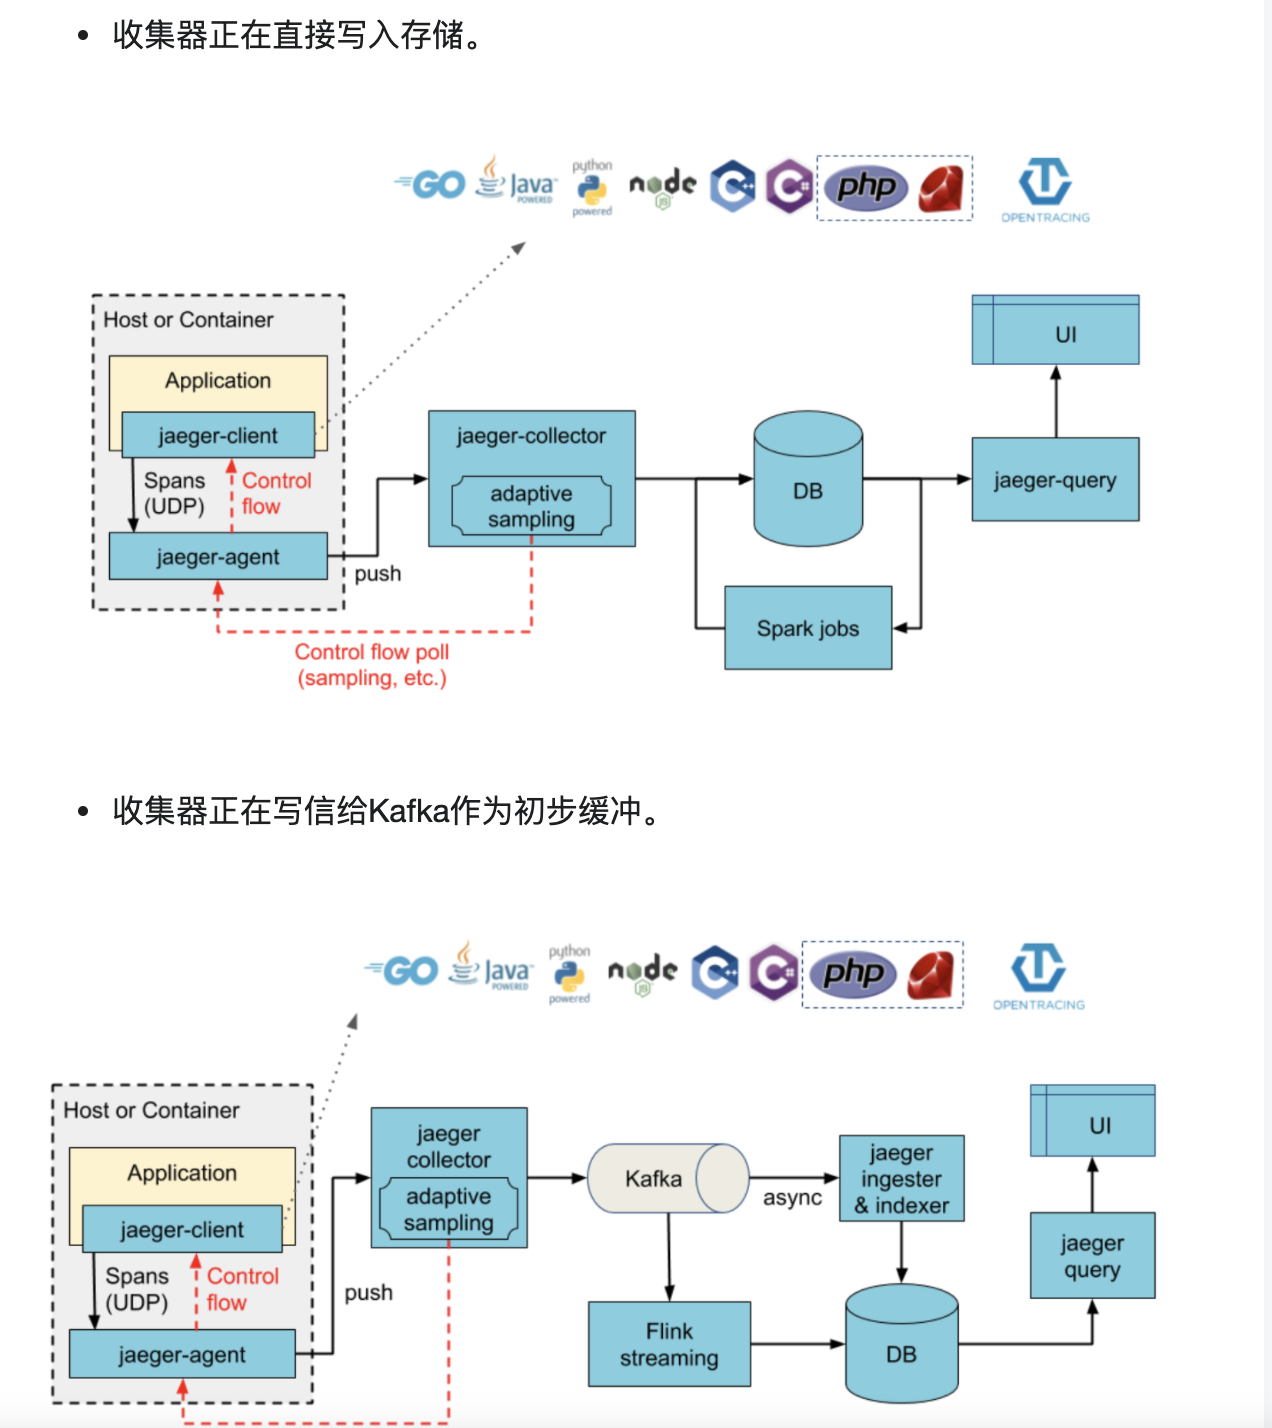 收集器正在直接写入存储。
GO
Java
POWERED
python
powered
node
JS
C++
C#
php
OPENTRACING
Host or Container
Application
jaeger-client
Spans
(UDP)
Control
flow
jaeger-agent
push
jaeger-collector
adaptive
sampling
Control flow poll
(sampling, etc.)
DB
Spark jobs
UI
jaeger-query
收集器正在写信给Kafka作为初步缓冲。
GO
Java
POWERED
python
powered
node
JS
C++
C#
php
OPENTRACING
Host or Container
Application
jaeger-client
Spans
(UDP)
Control
flow
jaeger-agent
push
jaeger
collector
adaptive
sampling
Kafka
async
jaeger
ingester
& indexer
Flink
streaming
DB
UI
jaeger
query